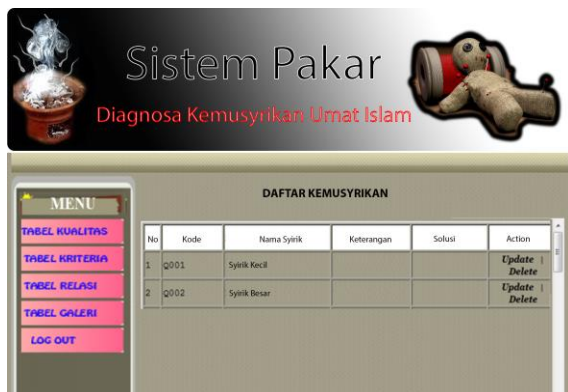 Sistem Pakar
Diagnosa Kemusyrikan Umat Islam
MENU
TABEL KUALITAS
TABEL KRITERIA
TABEL RELASI
TABEL GALERI
LOG OUT
DAFTAR KEMUSYRIKAN
No Kode Nama Syirik Keterangan Solusi Action
1 Q001 Syirik Kecil Update |
Delete
2 Q002 Syirik Besar Update |
Delete